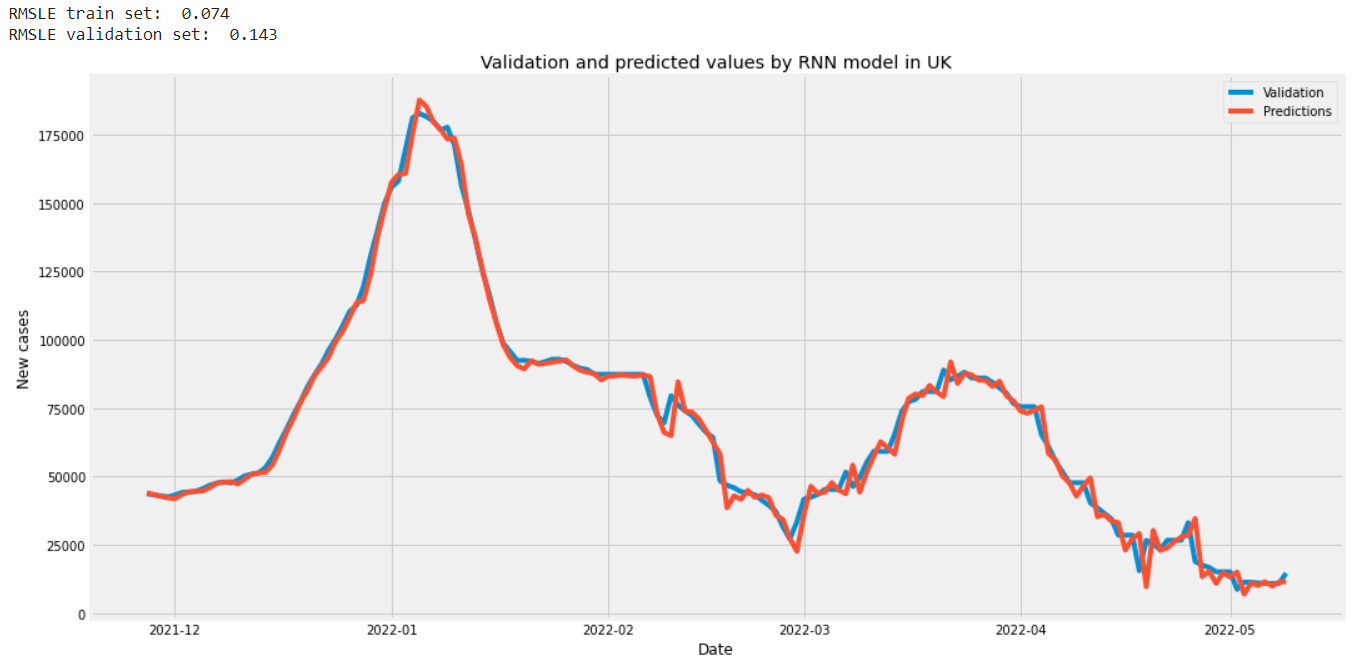 RMSLE train set:  0.074
RMSLE validation set:  0.143
Validation and predicted values by RNN model in UK
Validation
Predictions
175000
150000
125000
100000
75000
50000
25000
0
New cases
2021-12 2022-01 2022-02 2022-03 2022-04 2022-05
Date